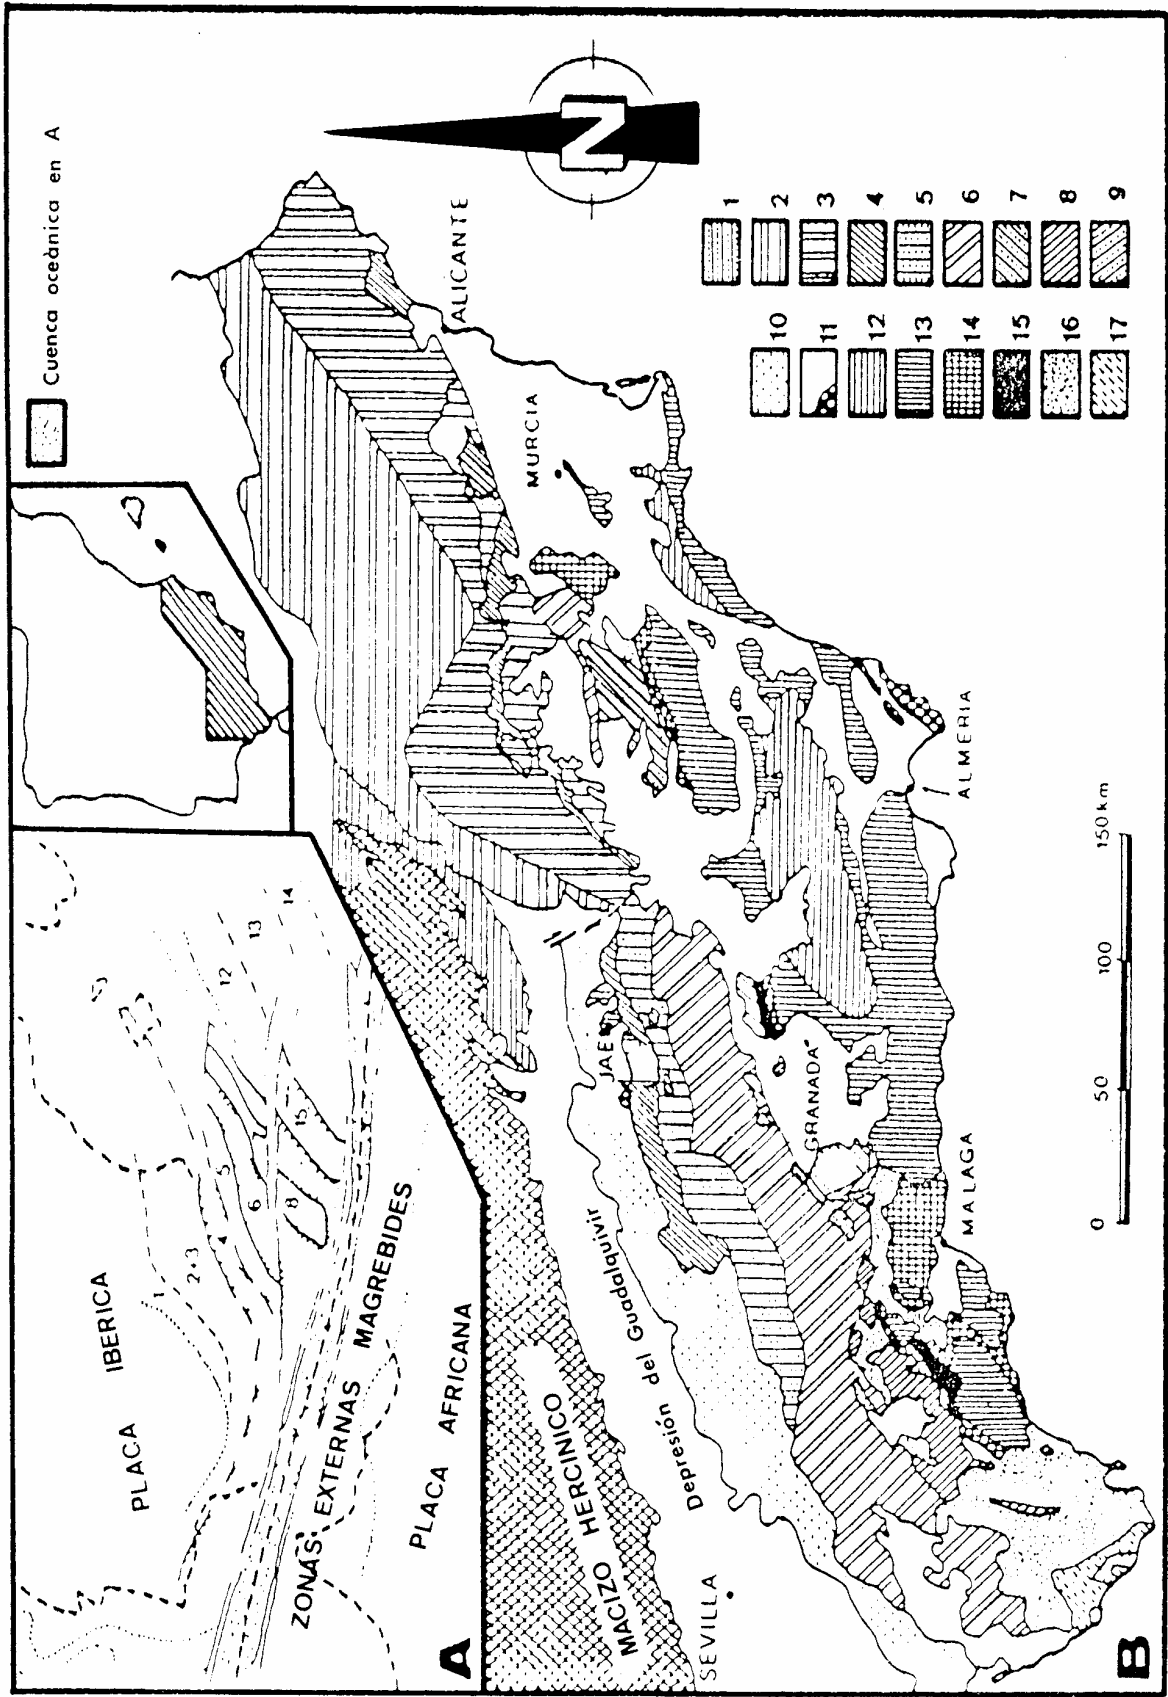 Cuenca oceànica en A
N
PLACA IBERICA
1
2+3
4
5
6
7
8
12
13
14
15
ZONAS EXTERNAS MAGREBIDES
PLACA AFRICANA
A
MACIZO HERCINICO
Depresión del Guadalquivir
SEVILLA
JAEN
GRANADA
MALAGA
ALMERIA
MURCIA
ALICANTE
0 50 100 150 km
1
2
3
4
5
6
7
8
9
10
11
12
13
14
15
16
17
B